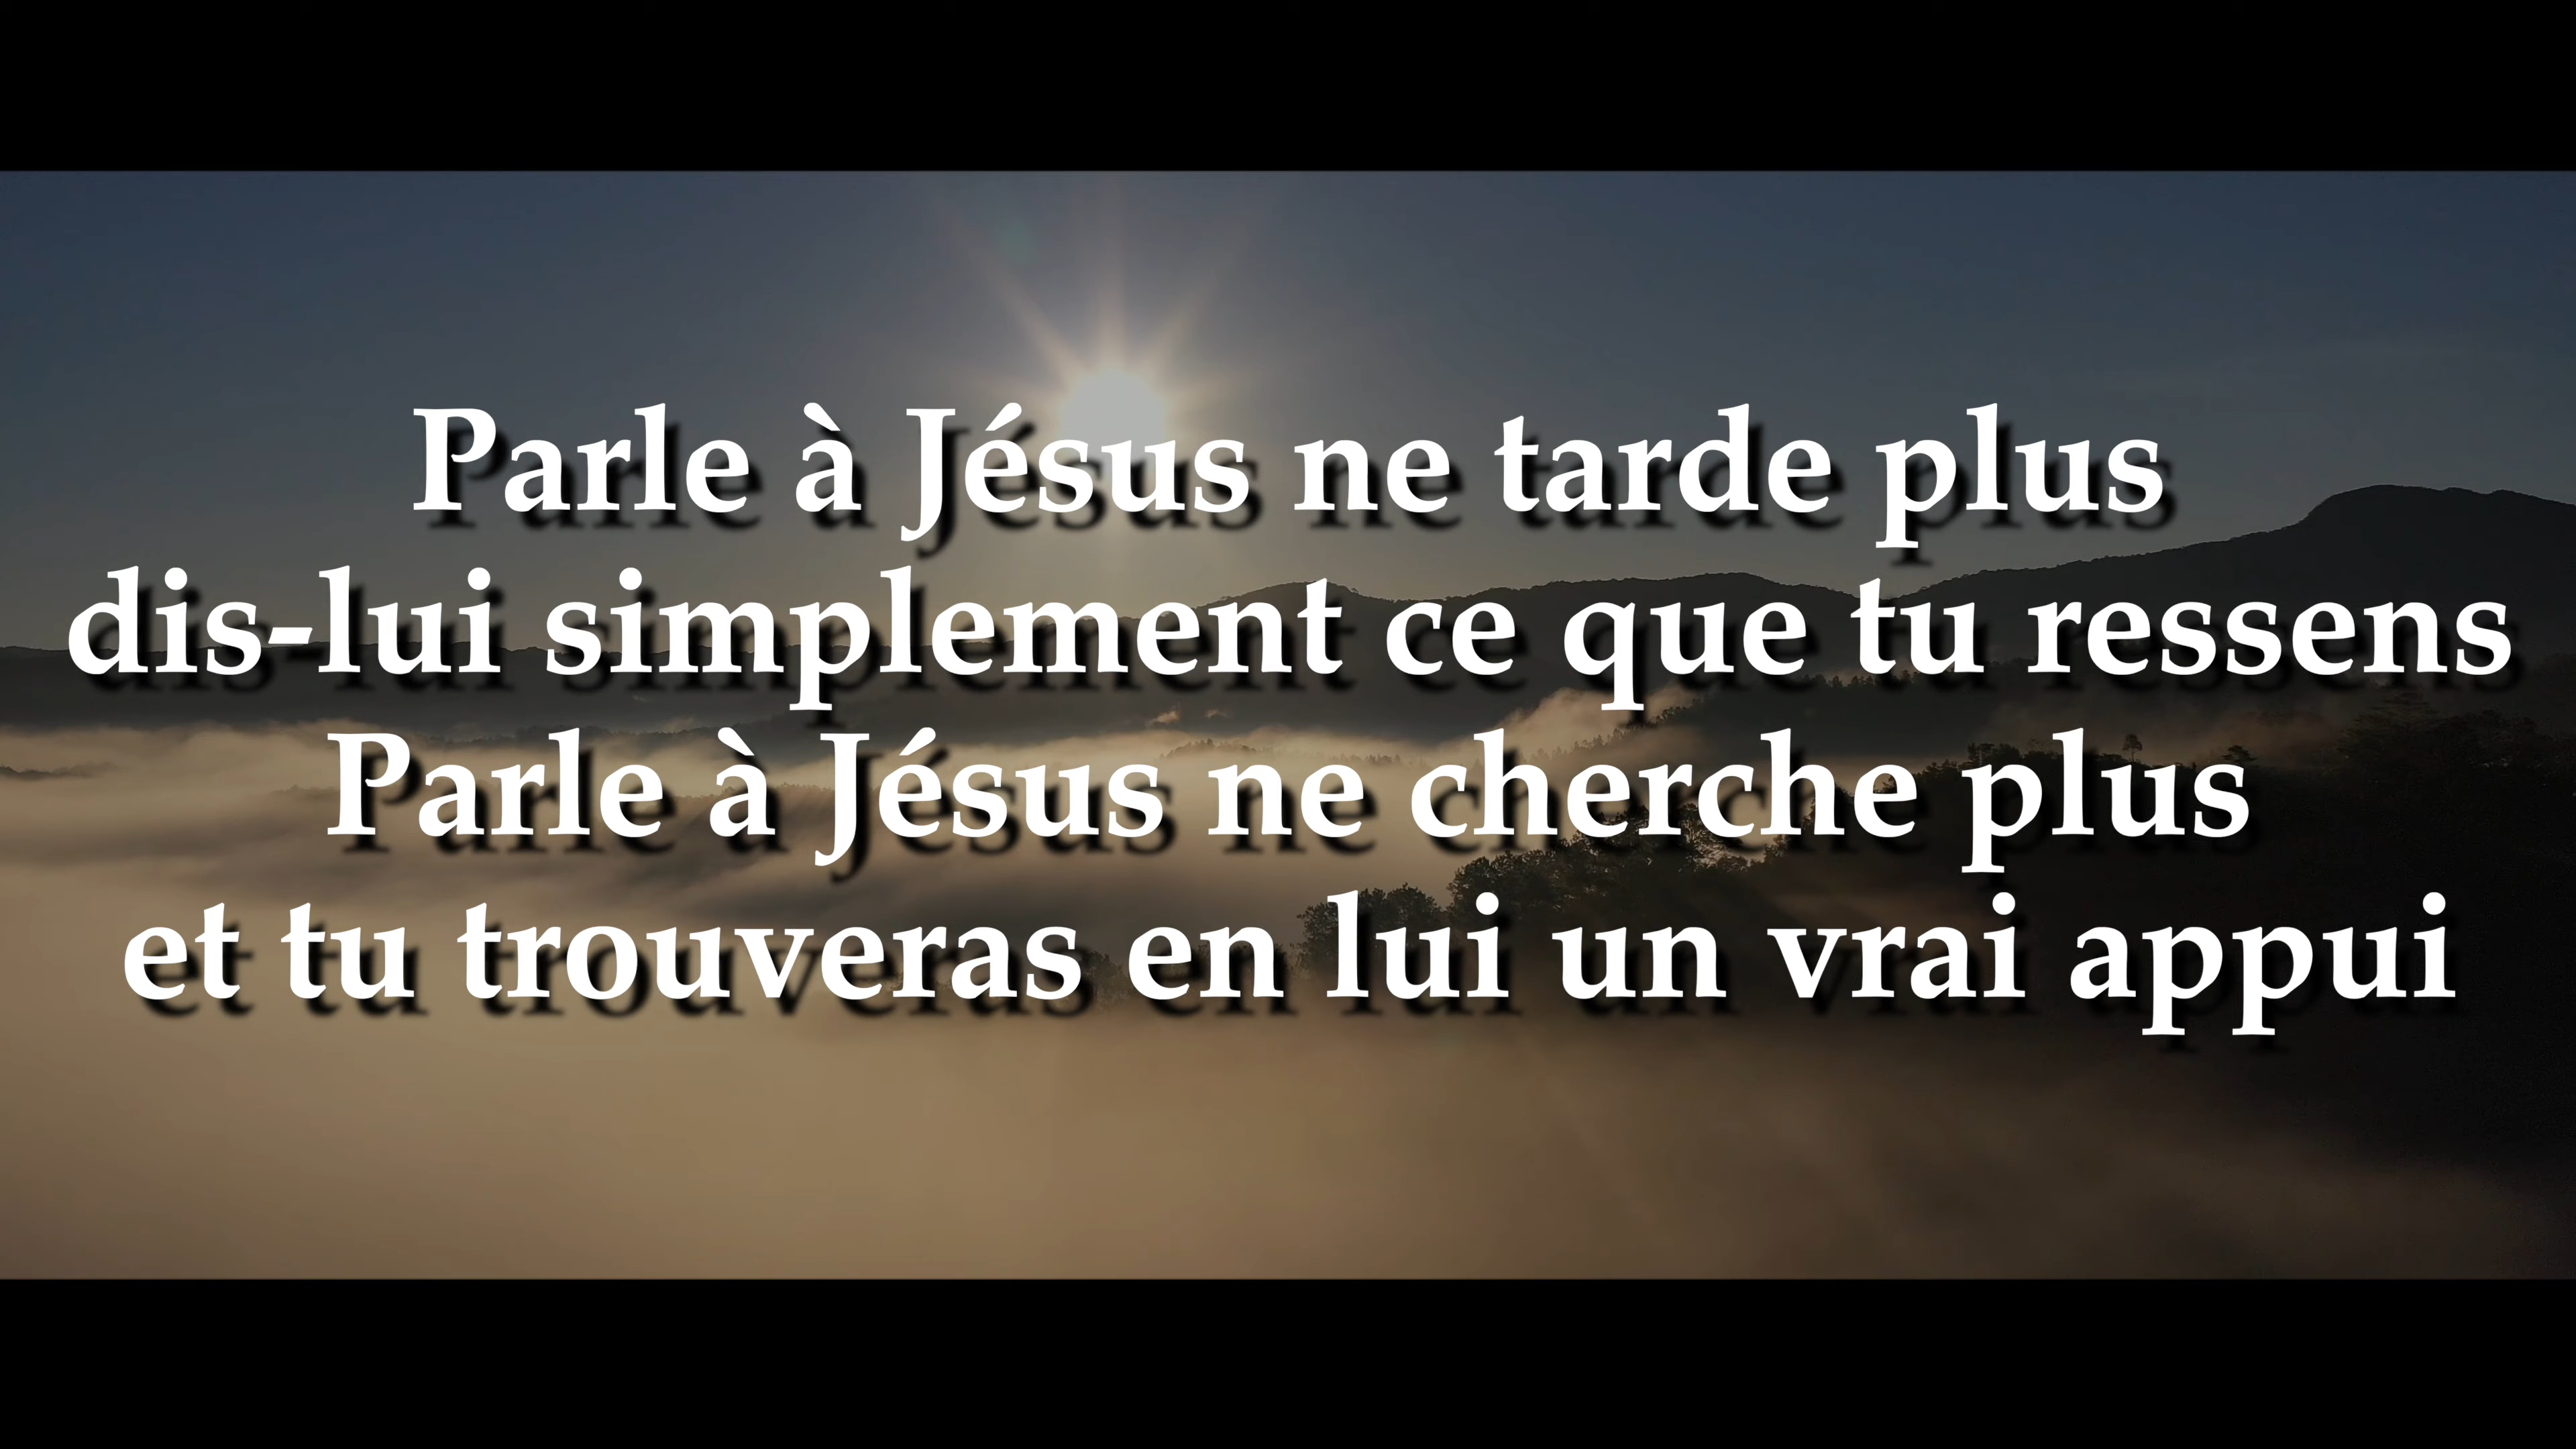 Parle à Jésus ne tarde plus
dis-lui simplement ce que tu ressens
Parle à Jésus ne cherche plus
et tu trouveras en lui un vrai appui